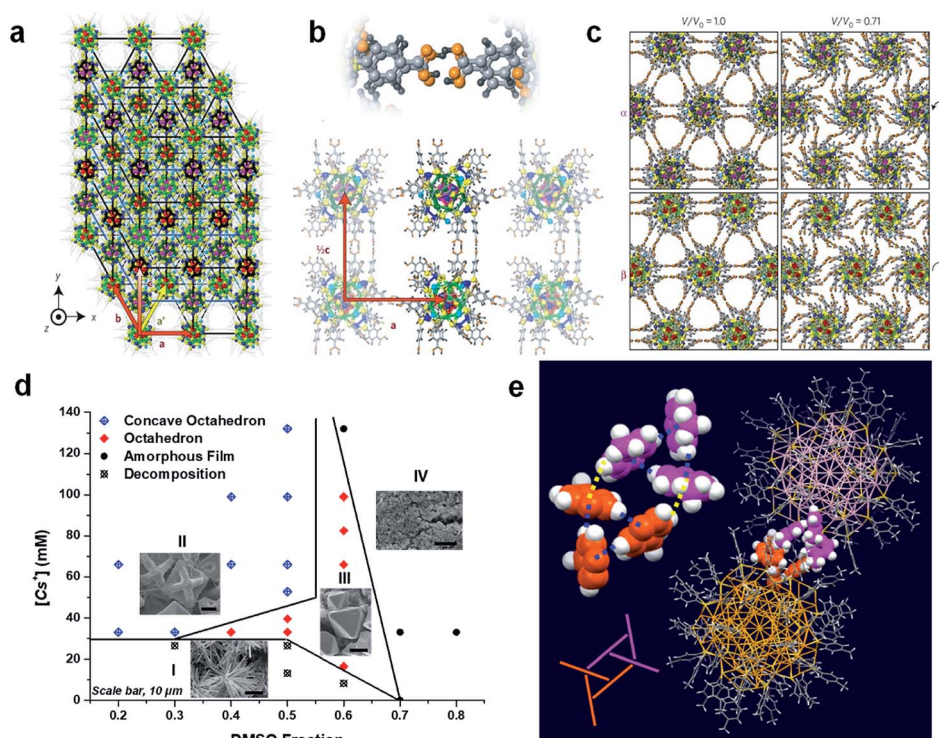 a
b
c
V/V₀ = 1.0
V/V₀ = 0.71
α
β
y
z
x
b
c
a'
a
½c
a
d
140
120
100
80
60
40
20
0
[Cs⁺] (mM)
Concave Octahedron
Octahedron
Amorphous Film
Decomposition
II
IV
III
I
Scale bar, 10 µm
0.2 0.3 0.4 0.5 0.6 0.7 0.8
DMSO Fraction
e